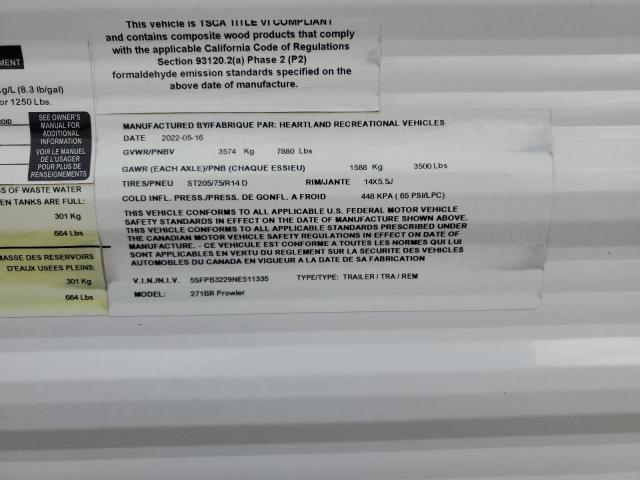 This vehicle is TSCA TITLE VI COMPLIANT
and contains composite wood products that comply
with the applicable California Code of Regulations
Section 93120.2(a) Phase 2 (P2)
formaldehyde emission standards specified on the
above date of manufacture.
EMENT
kg/L (8.3 lb/gal)
or 1250 Lbs.
ROID
SEE OWNER'S
MANUAL FOR
ADDITIONAL
INFORMATION
VOIR LE MANUEL
DE L'USAGER
POUR PLUS DE
RENSEIGNEMENTS
SS OF WASTE WATER
EN TANKS ARE FULL:
301 Kg
664 Lbs
MASSE DES RESERVOIRS
D'EAUX USEES PLEINS:
301 Kg
664 Lbs
MANUFACTURED BY/FABRIQUE PAR: HEARTLAND RECREATIONAL VEHICLES
DATE 2022-05-16
GVWR/PNBV 3574 Kg 7880 Lbs
GAWR (EACH AXLE)/PNB (CHAQUE ESSIEU) 1588 Kg 3500 Lbs
TIRES/PNEU ST205/75/R14 D RIM/JANTE 14X5.5J
COLD INFL. PRESS./PRESS. DE GONFL. A FROID 448 KPA ( 65 PSI/LPC)
THIS VEHICLE CONFORMS TO ALL APPLICABLE U.S. FEDERAL MOTOR VEHICLE
SAFETY STANDARDS IN EFFECT ON THE DATE OF MANUFACTURE SHOWN ABOVE.
THIS VEHICLE CONFORMS TO ALL APPLICABLE STANDARDS PRESCRIBED UNDER
THE CANADIAN MOTOR VEHICLE SAFETY REGULATIONS IN EFFECT ON DATE OF
MANUFACTURE. - CE VEHICULE EST CONFORME A TOUTES LES NORMES QUI LUI
SONT APPLICABLES EN VERTU DU REGLEMENT SUR LA SECURITE DES VEHICLES
AUTOMOBILES DU CANADA EN VIGUEUR A LA DATE DE SA FABRICATION
V.I.N./N.I.V. 5SFPB3229NE511335 TYPE/TYPE: TRAILER / TRA / REM
MODEL: 271BR Prowler